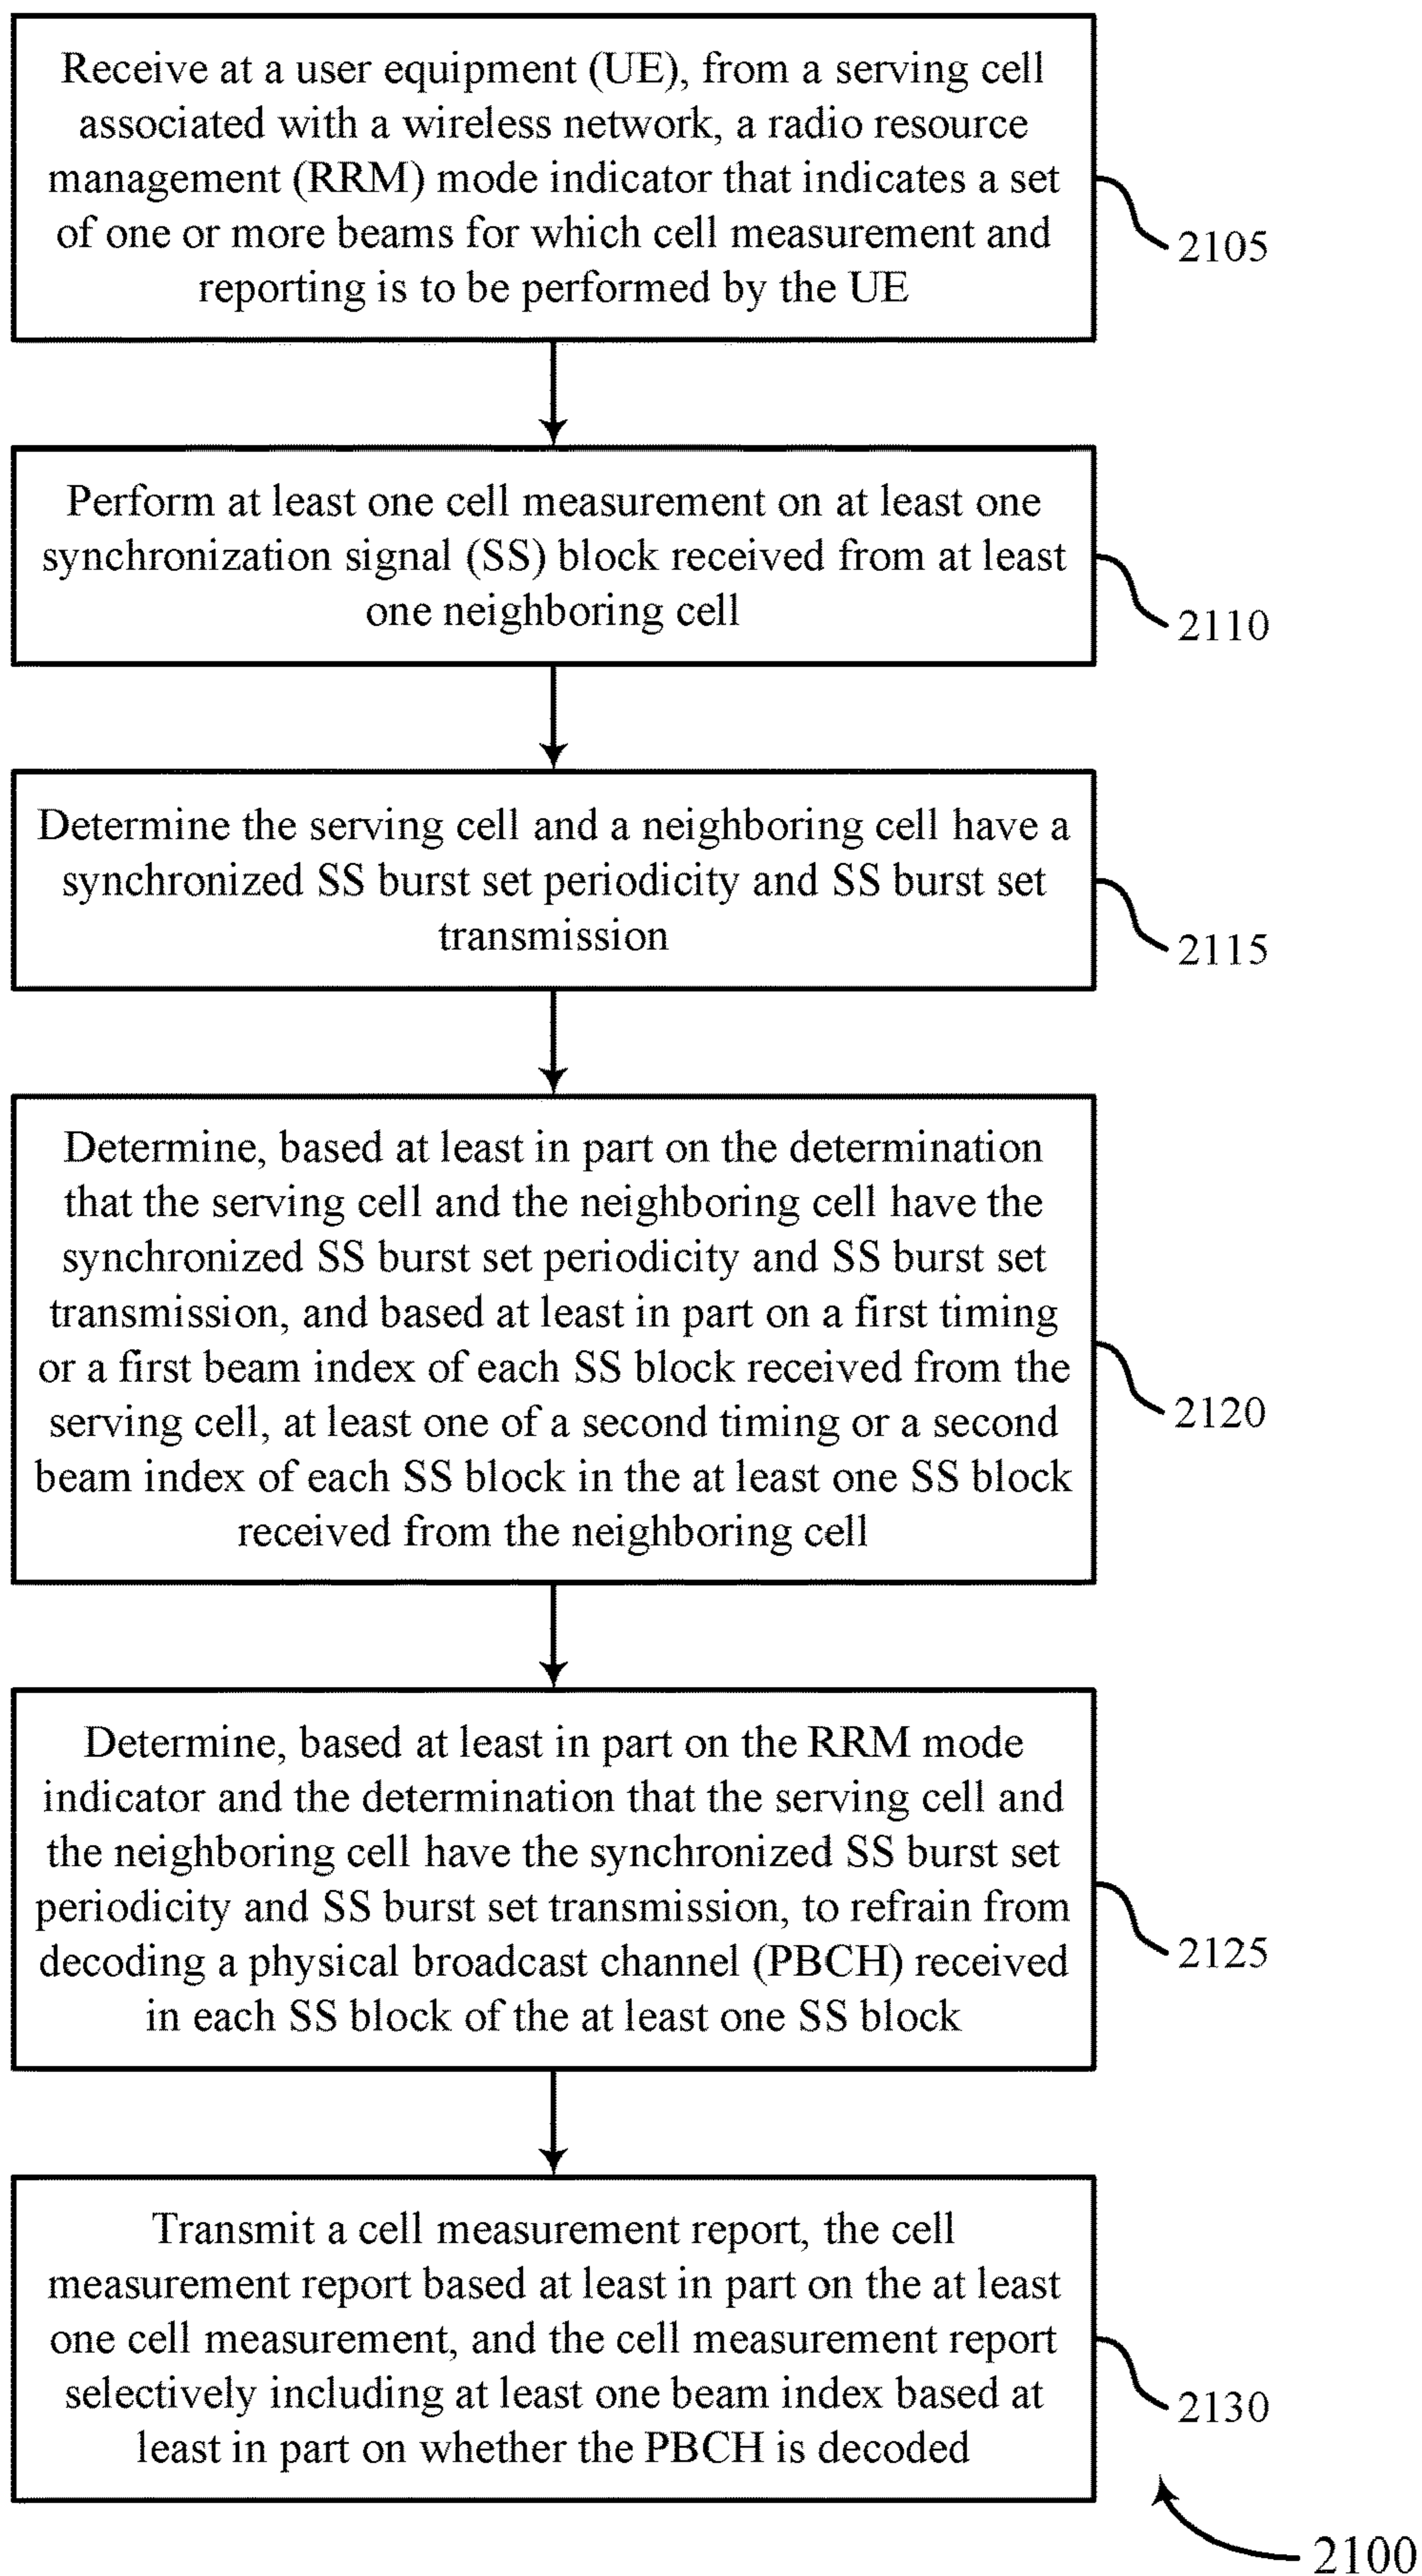 Receive at a user equipment (UE), from a serving cell
associated with a wireless network, a radio resource
management (RRM) mode indicator that indicates a set
of one or more beams for which cell measurement and
reporting is to be performed by the UE
2105
Perform at least one cell measurement on at least one
synchronization signal (SS) block received from at least
one neighboring cell
2110
Determine the serving cell and a neighboring cell have a
synchronized SS burst set periodicity and SS burst set
transmission
2115
Determine, based at least in part on the determination
that the serving cell and the neighboring cell have the
synchronized SS burst set periodicity and SS burst set
transmission, and based at least in part on a first timing
or a first beam index of each SS block received from the
serving cell, at least one of a second timing or a second
beam index of each SS block in the at least one SS block
received from the neighboring cell
2120
Determine, based at least in part on the RRM mode
indicator and the determination that the serving cell and
the neighboring cell have the synchronized SS burst set
periodicity and SS burst set transmission, to refrain from
decoding a physical broadcast channel (PBCH) received
in each SS block of the at least one SS block
2125
Transmit a cell measurement report, the cell
measurement report based at least in part on the at least
one cell measurement, and the cell measurement report
selectively including at least one beam index based at
least in part on whether the PBCH is decoded
2130
2100